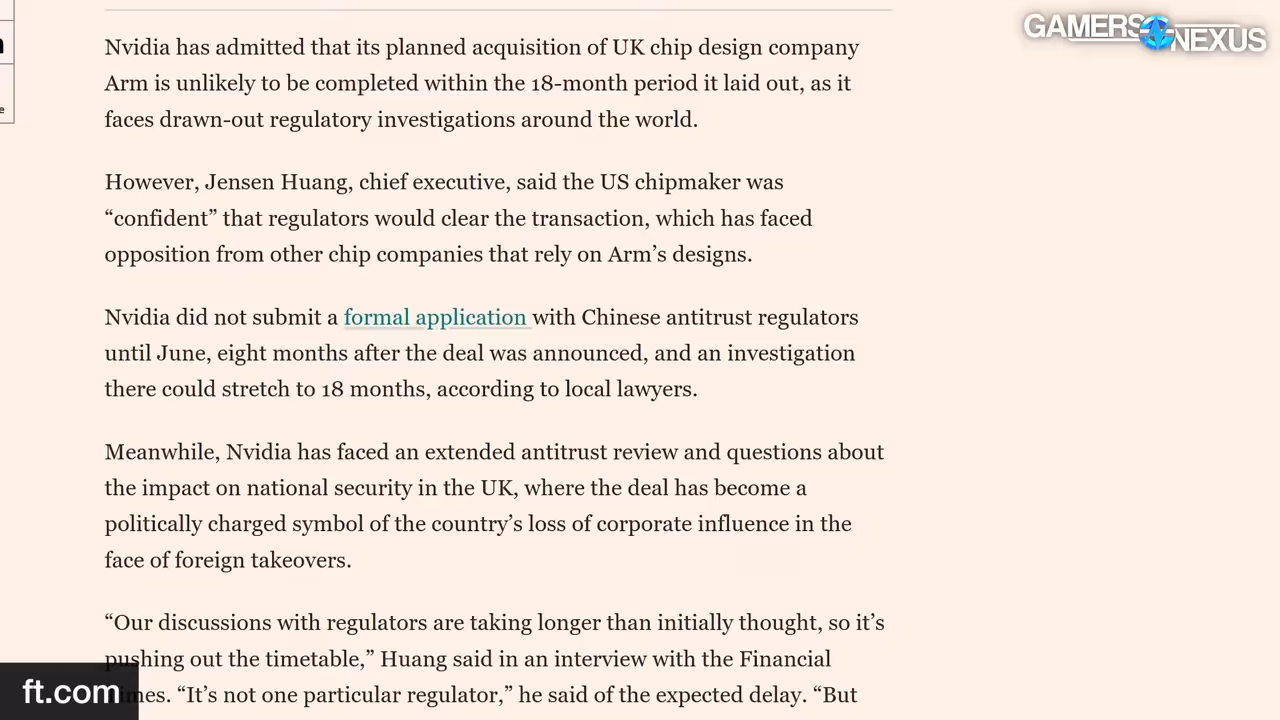 GAMERS NEXUS
Nvidia has admitted that its planned acquisition of UK chip design company
Arm is unlikely to be completed within the 18-month period it laid out, as it
faces drawn-out regulatory investigations around the world.
However, Jensen Huang, chief executive, said the US chipmaker was
“confident” that regulators would clear the transaction, which has faced
opposition from other chip companies that rely on Arm’s designs.
Nvidia did not submit a formal application with Chinese antitrust regulators
until June, eight months after the deal was announced, and an investigation
there could stretch to 18 months, according to local lawyers.
Meanwhile, Nvidia has faced an extended antitrust review and questions about
the impact on national security in the UK, where the deal has become a
politically charged symbol of the country’s loss of corporate influence in the
face of foreign takeovers.
“Our discussions with regulators are taking longer than initially thought, so it’s
pushing out the timetable,” Huang said in an interview with the Financial
“It’s not one particular regulator,” he said of the expected delay. “But
ft.com